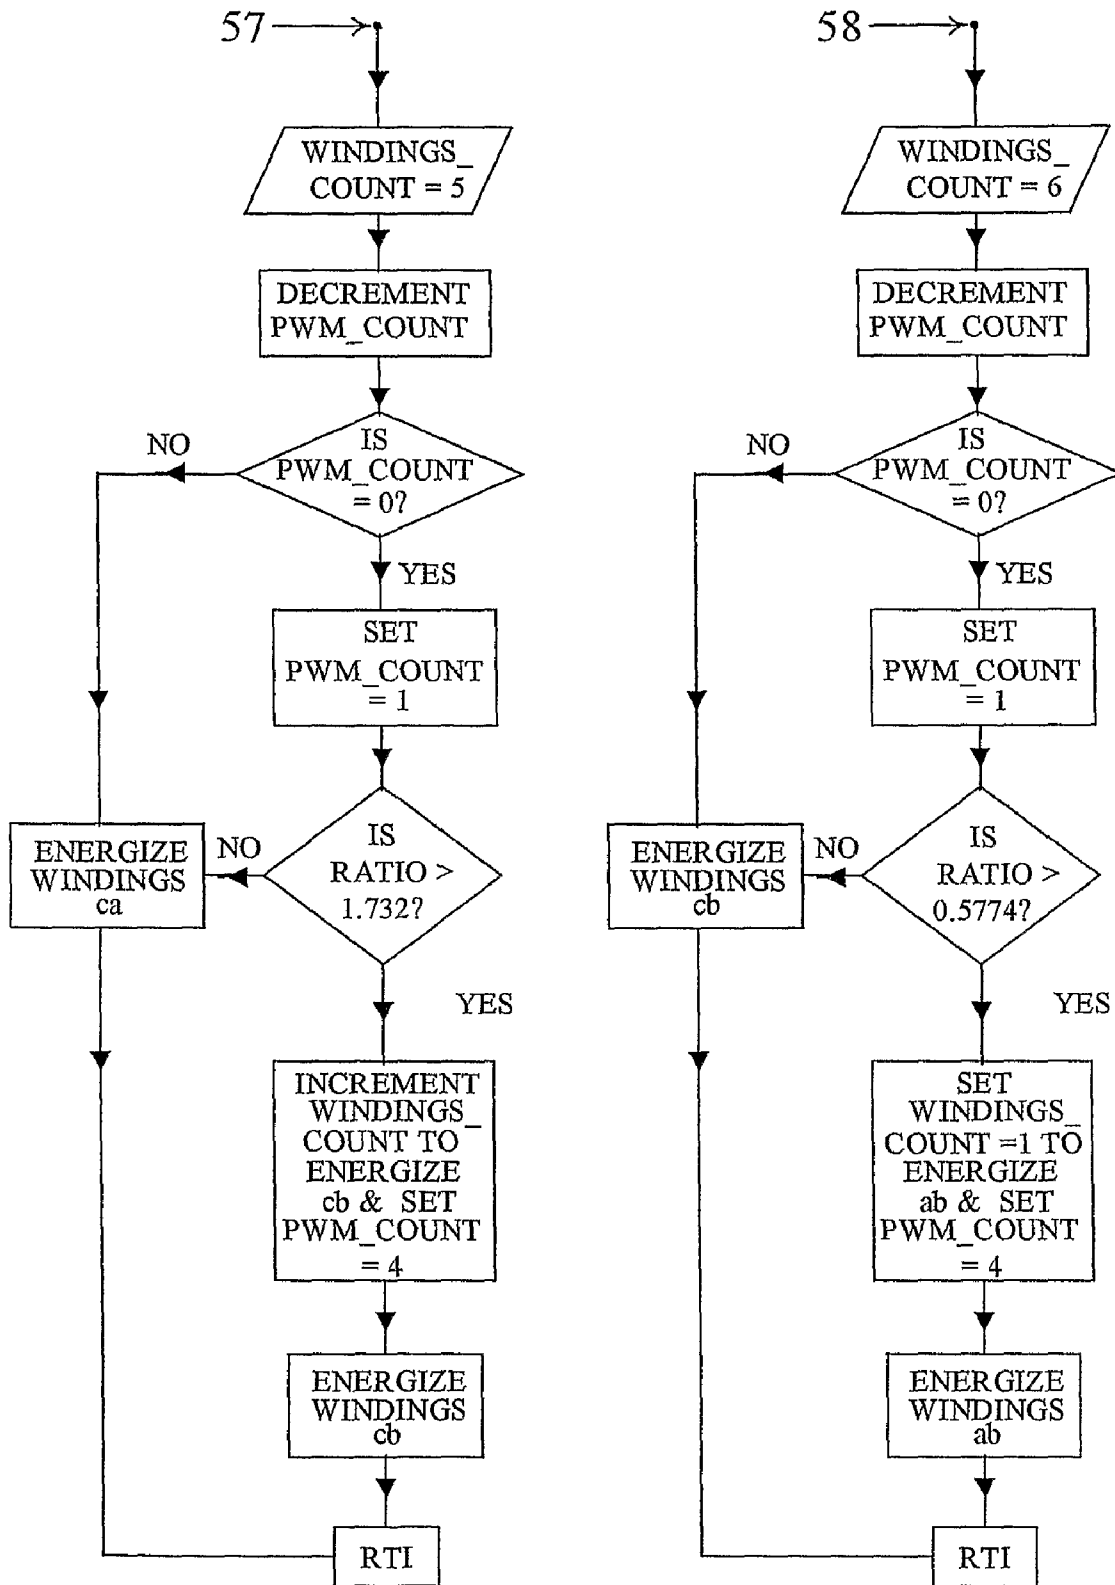 57
WINDINGS_
COUNT = 5
DECREMENT
PWM_COUNT
IS
PWM_COUNT
= 0?
NO
YES
SET
PWM_COUNT
= 1
IS
RATIO >
1.732?
NO
ENERGIZE
WINDINGS
ca
YES
INCREMENT
WINDINGS_
COUNT TO
ENERGIZE
cb & SET
PWM_COUNT
= 4
ENERGIZE
WINDINGS
cb
RTI
58
WINDINGS_
COUNT = 6
DECREMENT
PWM_COUNT
IS
PWM_COUNT
= 0?
NO
YES
SET
PWM_COUNT
= 1
IS
RATIO >
0.5774?
NO
ENERGIZE
WINDINGS
cb
YES
SET
WINDINGS_
COUNT =1 TO
ENERGIZE
ab & SET
PWM_COUNT
= 4
ENERGIZE
WINDINGS
ab
RTI